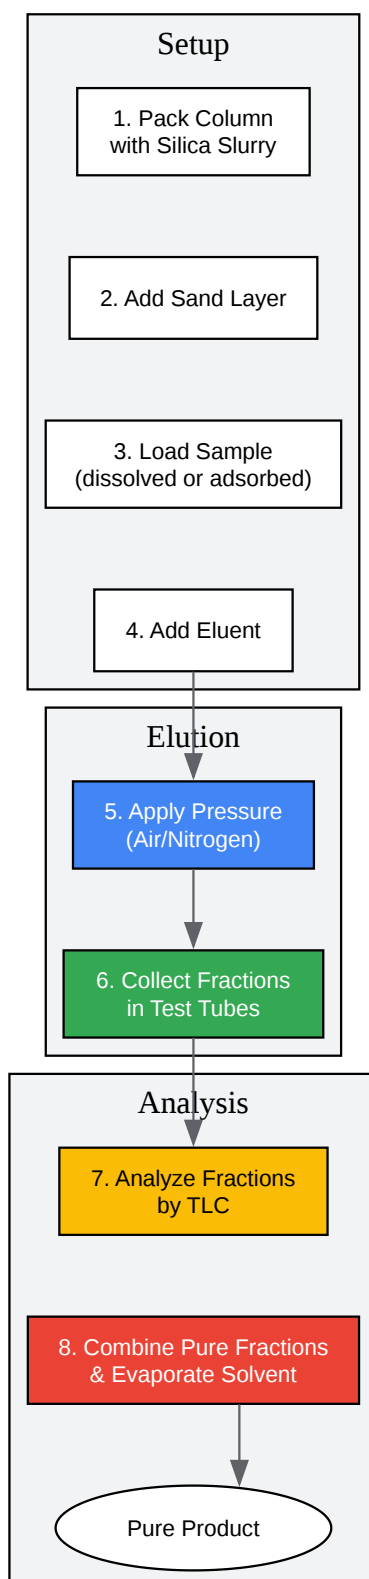 Setup
1. Pack Column
with Silica Slurry
2. Add Sand Layer
3. Load Sample
(dissolved or adsorbed)
4. Add Eluent
Elution
5. Apply Pressure
(Air/Nitrogen)
6. Collect Fractions
in Test Tubes
Analysis
7. Analyze Fractions
by TLC
8. Combine Pure Fractions
& Evaporate Solvent
Pure Product